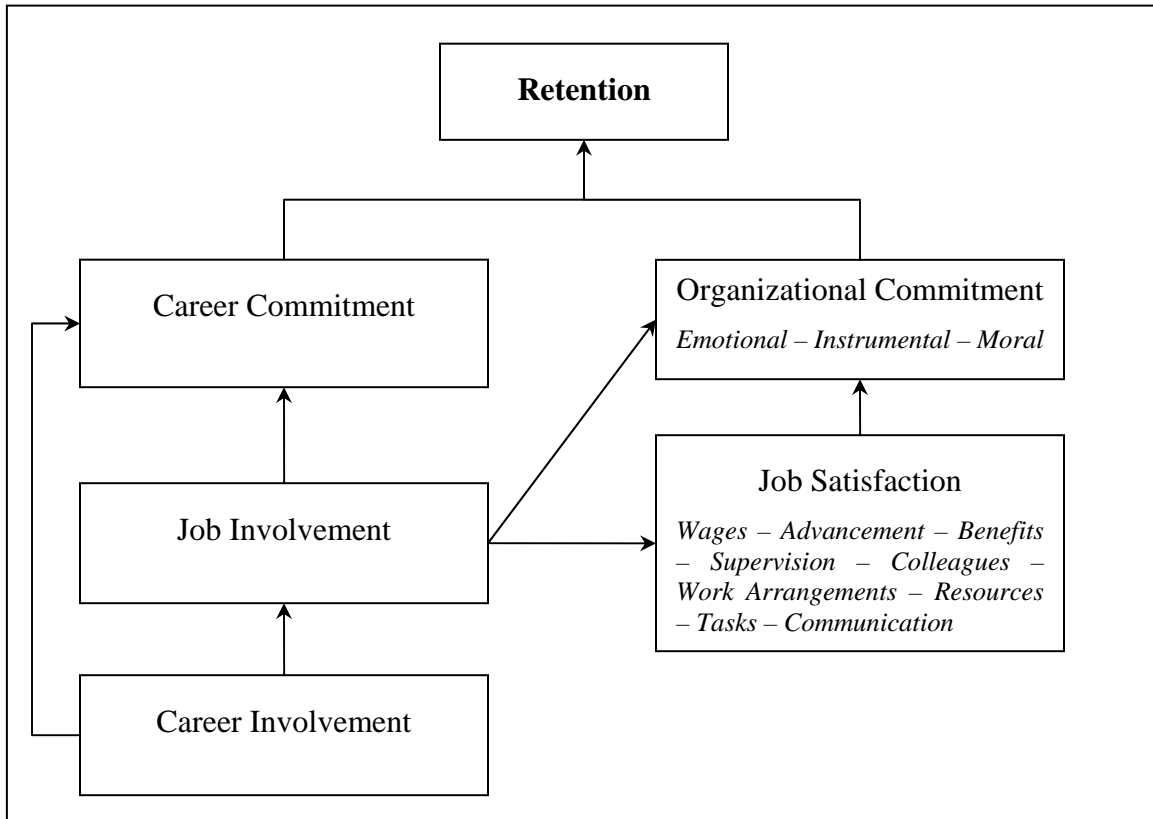 Retention
Career Commitment
Organizational Commitment
Emotional – Instrumental – Moral
Job Involvement
Job Satisfaction
Wages – Advancement – Benefits
– Supervision – Colleagues –
Work Arrangements – Resources
– Tasks – Communication
Career Involvement